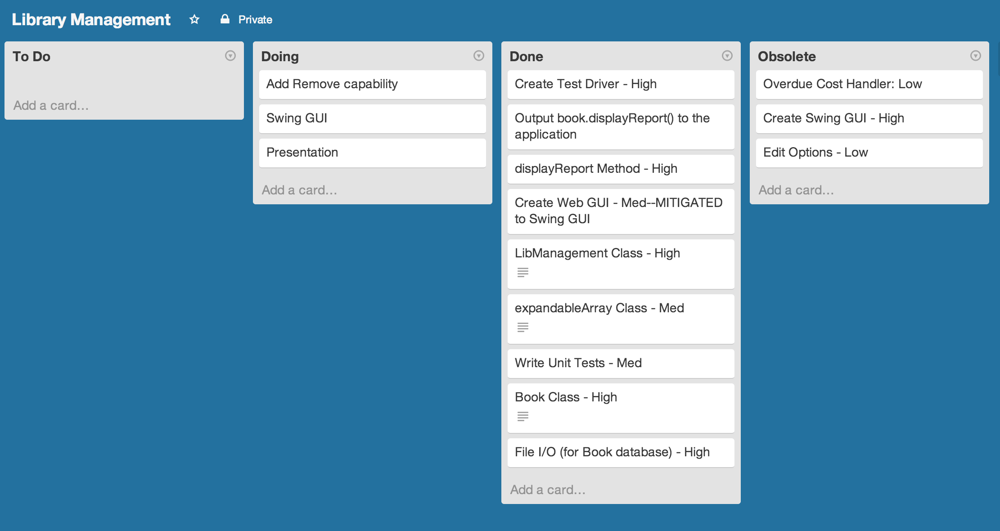 Library Management
Private
To Do
Add a card...
Doing
Add Remove capability
Swing GUI
Presentation
Add a card...
Done
Create Test Driver - High
Output book.displayReport() to the
application
displayReport Method - High
Create Web GUI - Med--MITIGATED
to Swing GUI
LibManagement Class - High
expandableArray Class - Med
Write Unit Tests - Med
Book Class - High
File I/O (for Book database) - High
Add a card...
Obsolete
Overdue Cost Handler: Low
Create Swing GUI - High
Edit Options - Low
Add a card...